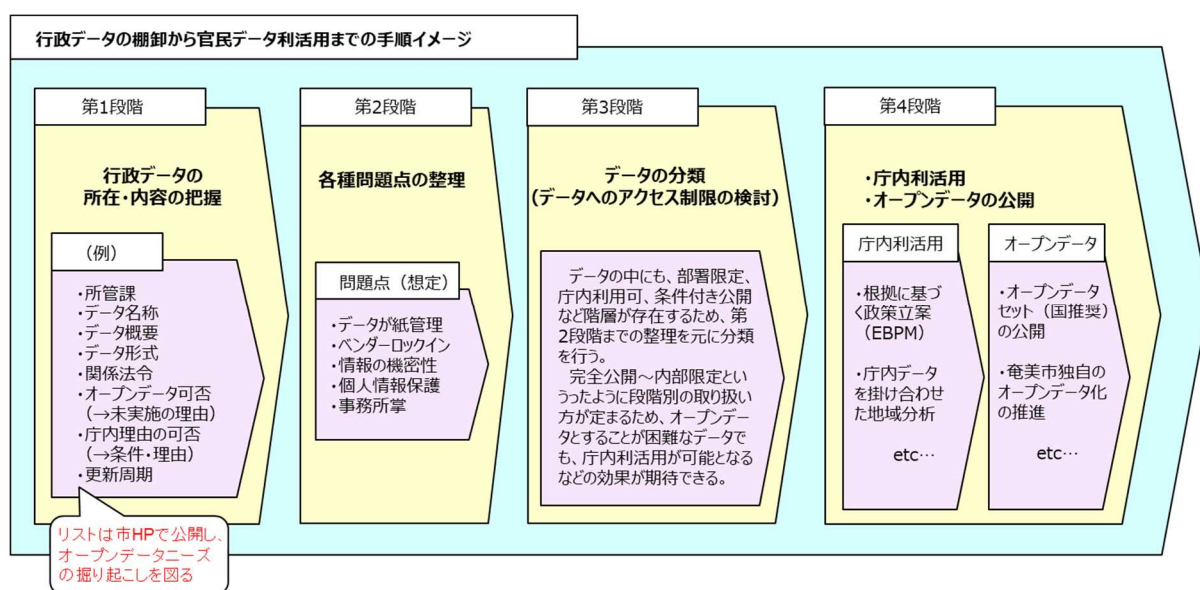 行政データの棚卸から官民データ利活用までの手順イメージ
第1段階
行政データの
所在・内容の把握
（例）
・所管課
・データ名称
・データ概要
・データ形式
・関係法令
・オープンデータ可否
（→未実施の理由）
・庁内理由の可否
（→条件・理由）
・更新周期
リストは市HPで公開し、
オープンデータニーズ
の掘り起こしを図る
第2段階
各種問題点の整理
問題点（想定）
・データが紙管理
・ベンダーロックイン
・情報の機密性
・個人情報保護
・事務所掌
第3段階
データの分類
(データへのアクセス制限の検討)
データの中にも、部署限定、
庁内利用可、条件付き公開
など階層が存在するため、第
2段階までの整理を元に分類
を行う。
完全公開～内部限定とい
うったように段階別の取り扱い
方が定まるため、オープンデー
タとすることが困難なデータで
も、庁内利活用が可能となる
などの効果が期待できる。
第4段階
・庁内利活用
・オープンデータの公開
庁内利活用
・根拠に基づ
く政策立案
（EBPM）
・庁内データ
を掛け合わせ
た地域分析
etc…
オープンデータ
・オープンデータ
セット（国推奨）
の公開
・奄美市独自の
オープンデータ化
の推進
etc…